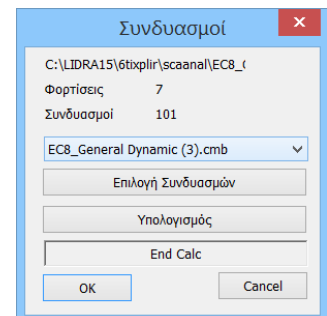 Συνδυασμοί
C:\LIDRA15\6tixplir\scaanal\EC8_(
Φορτίσεις 7
Συνδυασμοί 101
EC8_General Dynamic (3).cmb
Επιλογή Συνδυασμών
Υπολογισμός
End Calc
OK Cancel